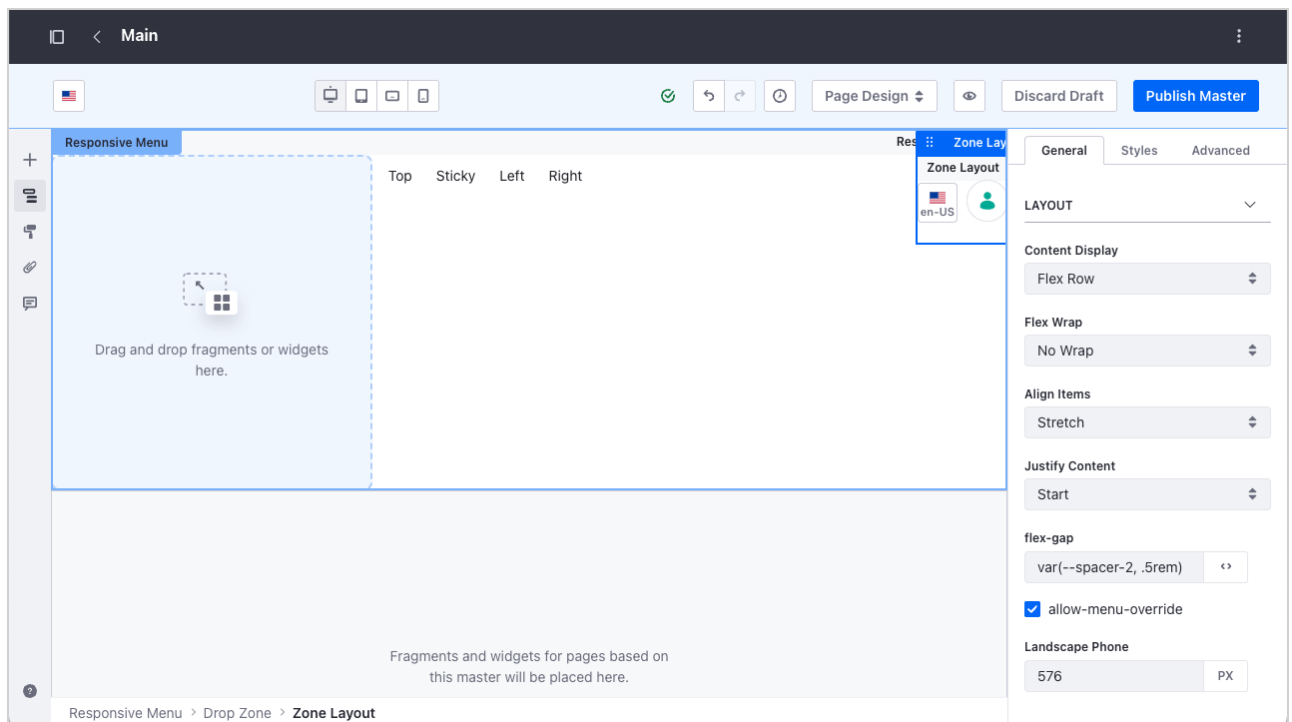 Main
Page Design
Discard Draft
Publish Master
Responsive Menu
Res
Zone Lay
Zone Layout
en-US
Top Sticky Left Right
Drag and drop fragments or widgets
here.
Fragments and widgets for pages based on
this master will be placed here.
Responsive Menu > Drop Zone > Zone Layout
General Styles Advanced
LAYOUT
Content Display
Flex Row
Flex Wrap
No Wrap
Align Items
Stretch
Justify Content
Start
flex-gap
var(--spacer-2, .5rem)
allow-menu-override
Landscape Phone
576 PX